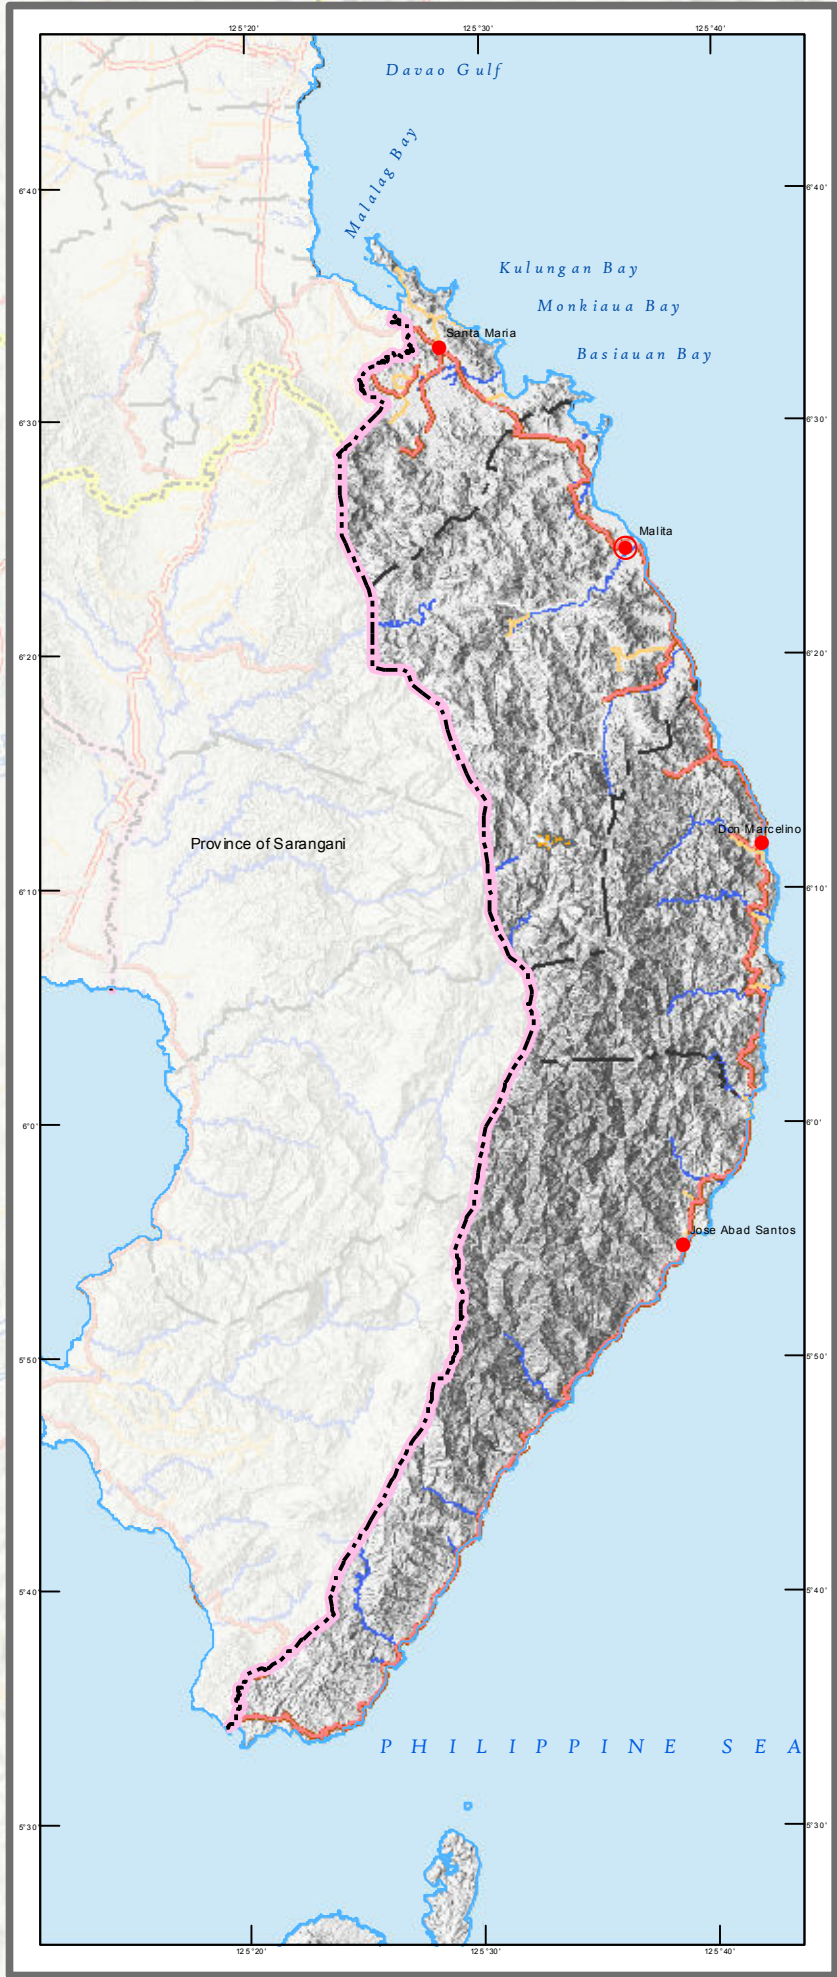 125°20' 125°30' 125°40'
Davao Gulf
Malalag Bay
6°40' 6°40'
Kulungan Bay
Monkiaua Bay
Santa Maria
Basiauan Bay
6°30' 6°30'
Malita
6°20' 6°20'
Don Marcelino
Province of Sarangani
6°10' 6°10'
6°0' 6°0'
Jose Abad Santos
5°50' 5°50'
5°40' 5°40'
PHILIPPINE SEA
5°30' 5°30'
125°20' 125°30' 125°40'